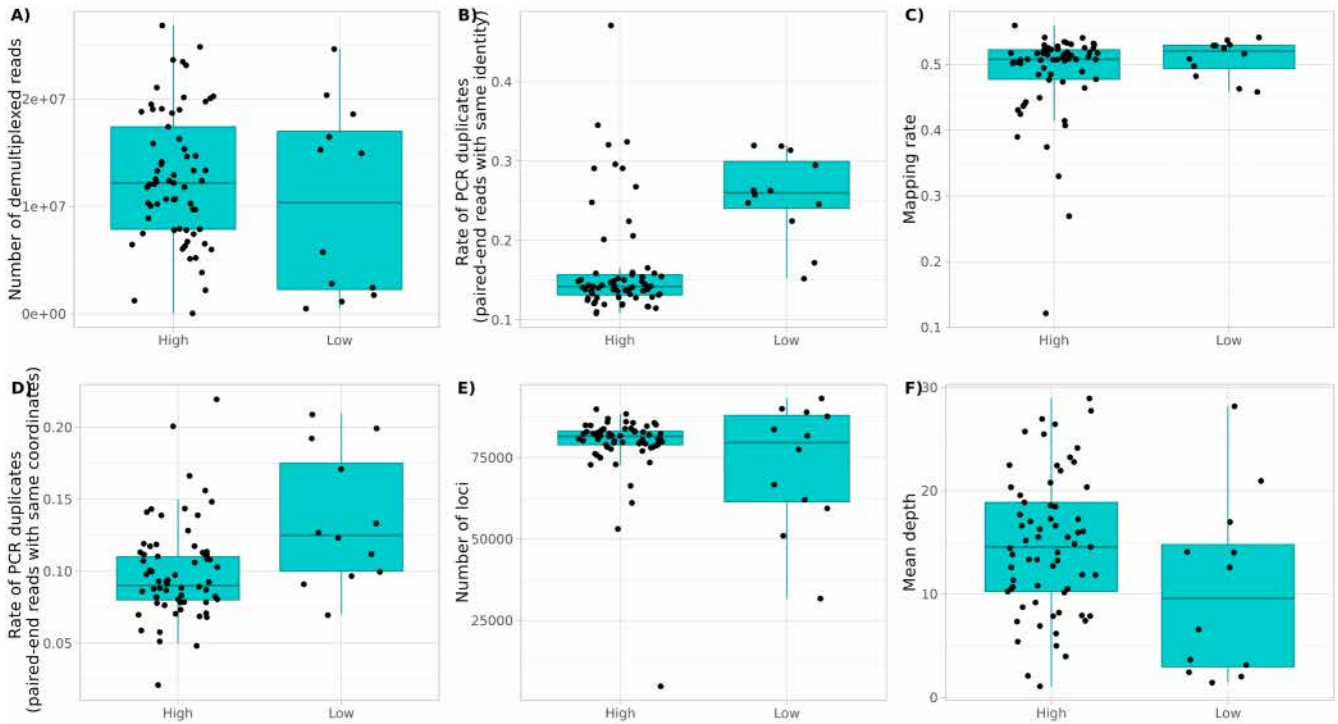 A)
Number of demultiplexed reads
2e+07
1e+07
0e+00
High
Low
B)
Rate of PCR duplicates
(paired-end reads with same identity)
0.4
0.3
0.2
0.1
High
Low
C)
Mapping rate
0.5
0.4
0.3
0.2
0.1
High
Low
D)
Rate of PCR duplicates
(paired-end reads with same coordinates)
0.20
0.15
0.10
0.05
High
Low
E)
Number of loci
75000
50000
25000
High
Low
F)
Mean depth
30
20
10
0
High
Low